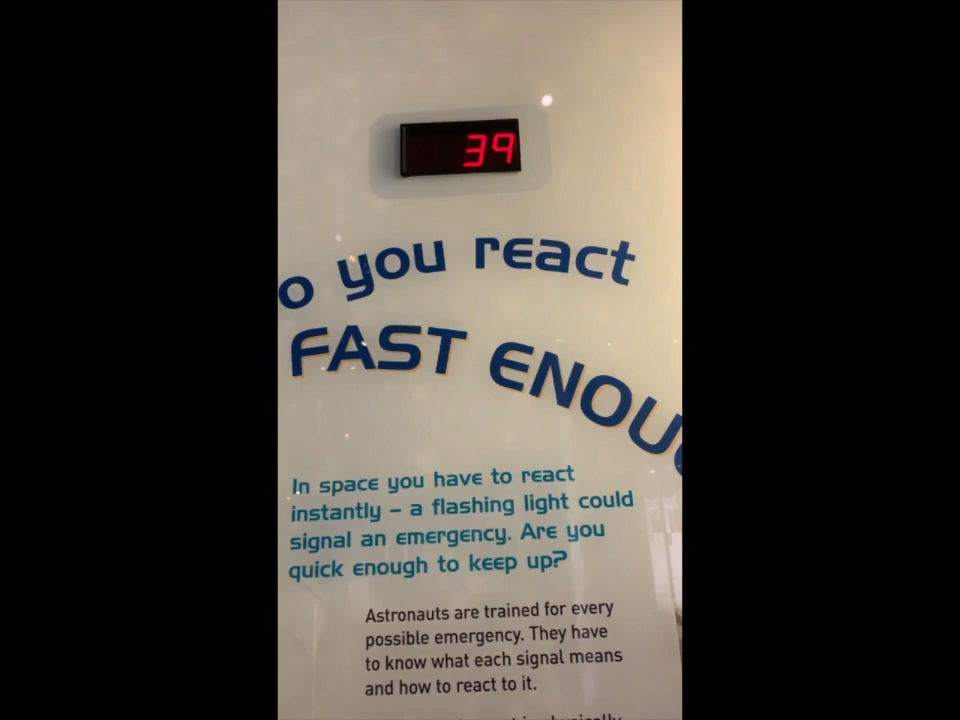 39
o you react
FAST ENOU
In space you have to react
instantly – a flashing light could
signal an emergency. Are you
quick enough to keep up?
Astronauts are trained for every
possible emergency. They have
to know what each signal means
and how to react to it.